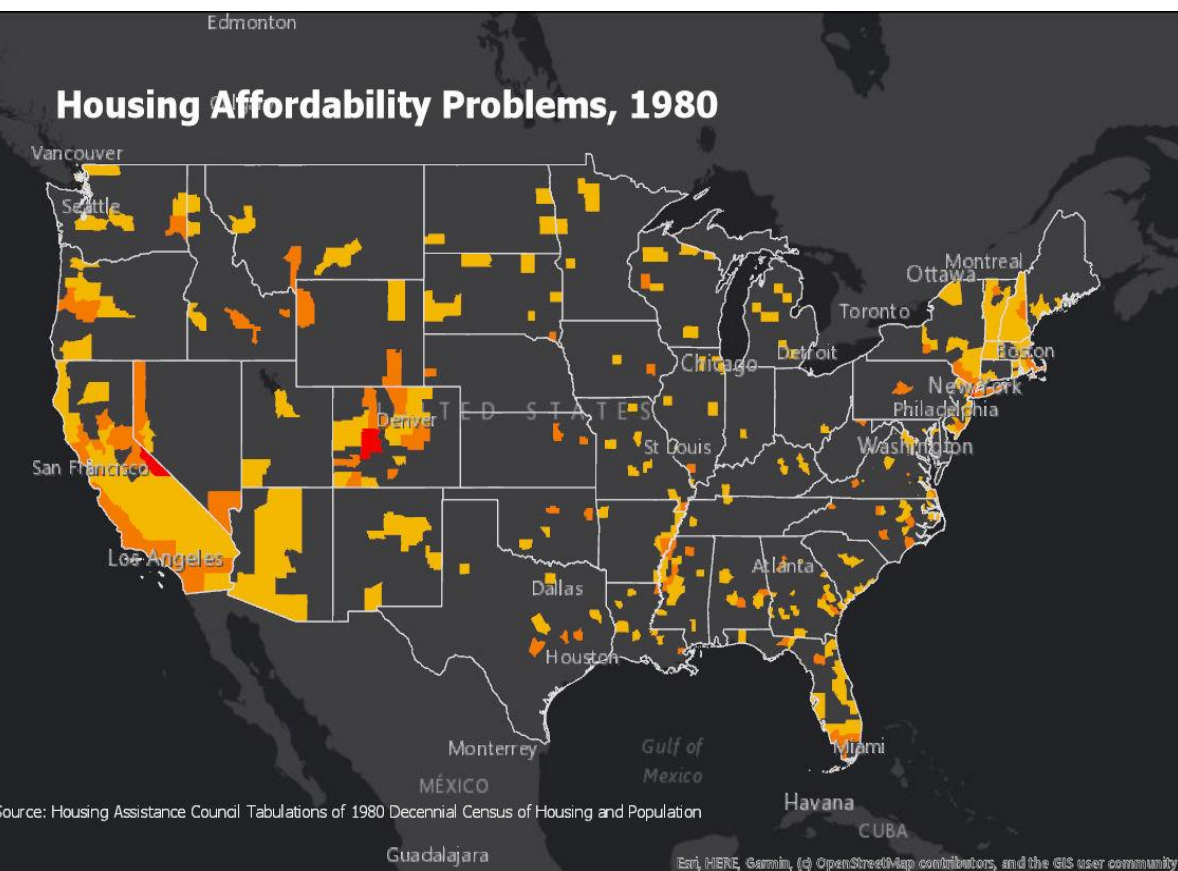 Edmonton
Housing Affordability Problems, 1980
Vancouver
Seattle
Montreal
Ottawa
Toronto
Boston
Chicago
Detroit
New York
UNITED STATES
Denver
Philadelphia
St Louis
Washington
San Francisco
Los Angeles
Atlanta
Dallas
Houston
Monterrey
Gulf of
Mexico
Miami
MÉXICO
Havana
Source: Housing Assistance Council Tabulations of 1980 Decennial Census of Housing and Population
CUBA
Guadalajara
Esri, HERE, Garmin, (c) OpenStreetMap contributors, and the GIS user community